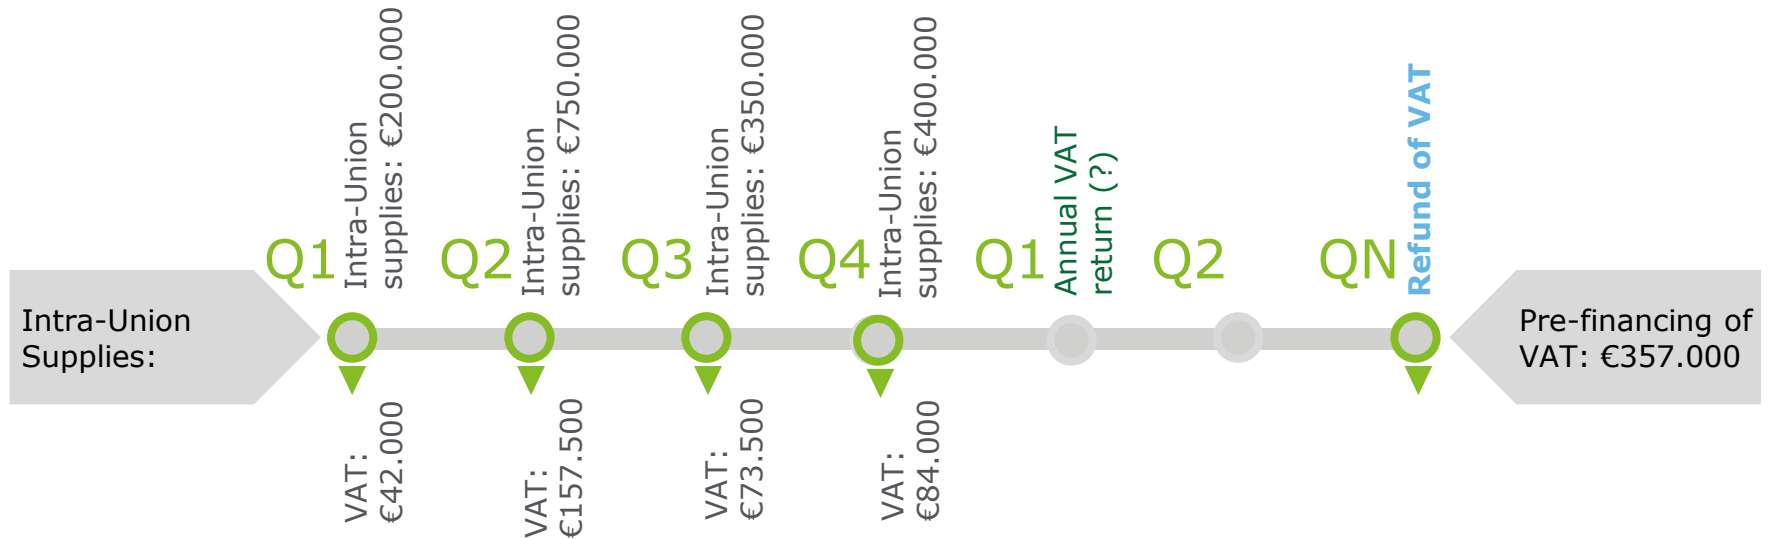 Intra-Union
Supplies:
Q1
Intra-Union
supplies: €200.000
VAT:
€42.000
Q2
Intra-Union
supplies: €750.000
VAT:
€157.500
Q3
Intra-Union
supplies: €350.000
VAT:
€73.500
Q4
Intra-Union
supplies: €400.000
VAT:
€84.000
Q1
Annual VAT
return (?)
Q2
QN
Refund of VAT
Pre-financing of
VAT: €357.000